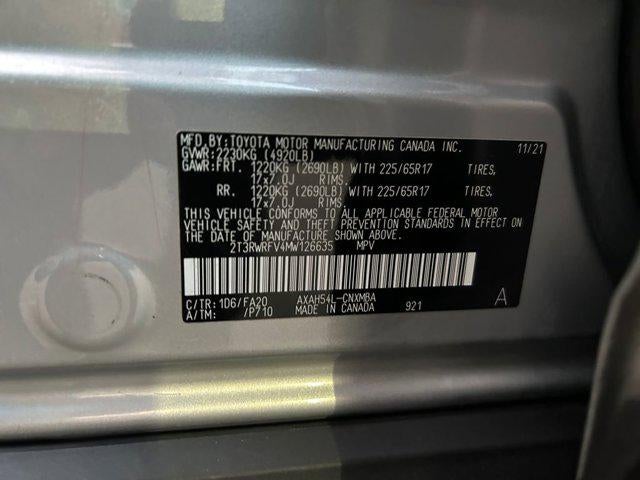 MFD.BY:TOYOTA MOTOR MANUFACTURING CANADA INC. 11/21
GVWR:2230KG (4920LB)
GAWR:FRT. 1220KG (2690LB) WITH 225/65R17 TIRES,
17x7.0J RIMS,
RR. 1220KG (2690LB) WITH 225/65R17 TIRES,
17x7.0J RIMS.
THIS VEHICLE CONFORMS TO ALL APPLICABLE FEDERAL MOTOR
VEHICLE SAFETY AND BUMPER STANDARDS IN EFFECT ON THE
DATE OF MANUFACTURE SHOWN ABOVE.
2T3RWRFV4MW126635 MPV
C/TR:1D6/FA20 AXAH54L-CNXMBA
A/TM: /P710 MADE IN CANADA 921 A